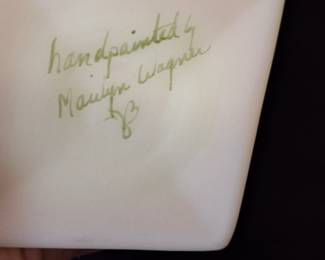 handpainted by
Marilyn Wagner